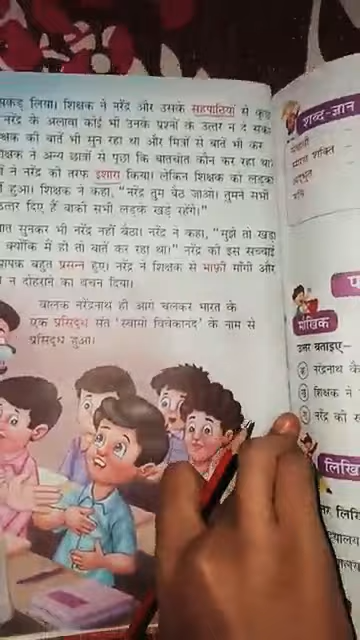 पकड़ लिया। शिक्षक ने नरेंद्र और उसके सहपाठियों से कुछ
नरेंद्र के अलावा कोई भी उनके प्रश्नों के उत्तर न दे सका
क्षक की बातें भी सुन रहा था और मित्रों से बातें भी कर
शिक्षक ने अन्य छात्रों से पूछा कि बातचीत कौन कर रहा था।
ने नरेंद्र की तरफ इशारा किया। लेकिन शिक्षक को लड़कों
हुआ। शिक्षक ने कहा, "नरेंद्र तुम बैठ जाओ। तुमने सभी
उत्तर दिए हैं बाकी सभी लड़के खड़े रहेंगे।"
बात सुनकर भी नरेंद्र नहीं बैठा। नरेंद्र ने कहा, "मुझे तो खड़ा
क्योंकि मैं ही तो बातें कर रहा था।" नरेंद्र की इस सच्चाई
बहुत प्रसन्न हुए। नरेंद्र ने शिक्षक से माफ़ी माँगी और
न दोहराने का वचन दिया।
बालक नरेंद्रनाथ ही आगे चलकर भारत के
एक प्रसिद्ध संत 'स्वामी विवेकानंद' के नाम से
प्रसिद्ध हुआ।
शब्द-ज्ञान
शक्ति
मौखिक
उत्तर बताइए–
नरेंद्रनाथ के
शिक्षक ने
नरेंद्र की
लिखि